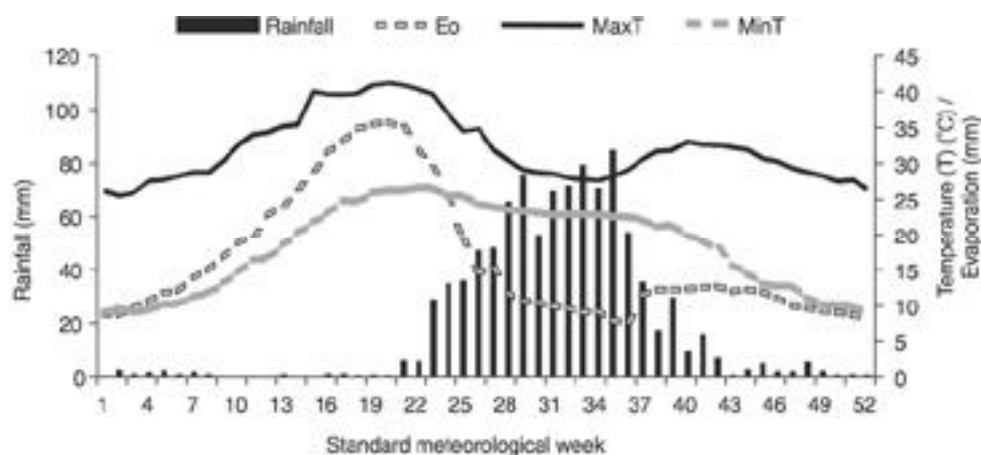 Rainfall Eo MaxT MinT
120 45
100 40
80 35
60 30
40 25
20 20
0 15
10
5
0
1 4 7 10 13 16 19 22 25 28 31 34 37 40 43 46 49 52
Rainfall (mm)
Temperature (T) (°C) /
Evaporation (mm)
Standard meteorological week